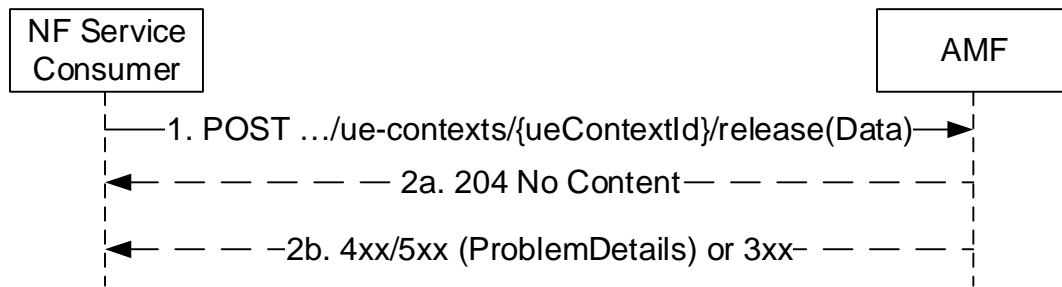 NF Service
Consumer
AMF
1. POST …/ue-contexts/{ueContextId}/release(Data)
2a. 204 No Content
2b. 4xx/5xx (ProblemDetails) or 3xx